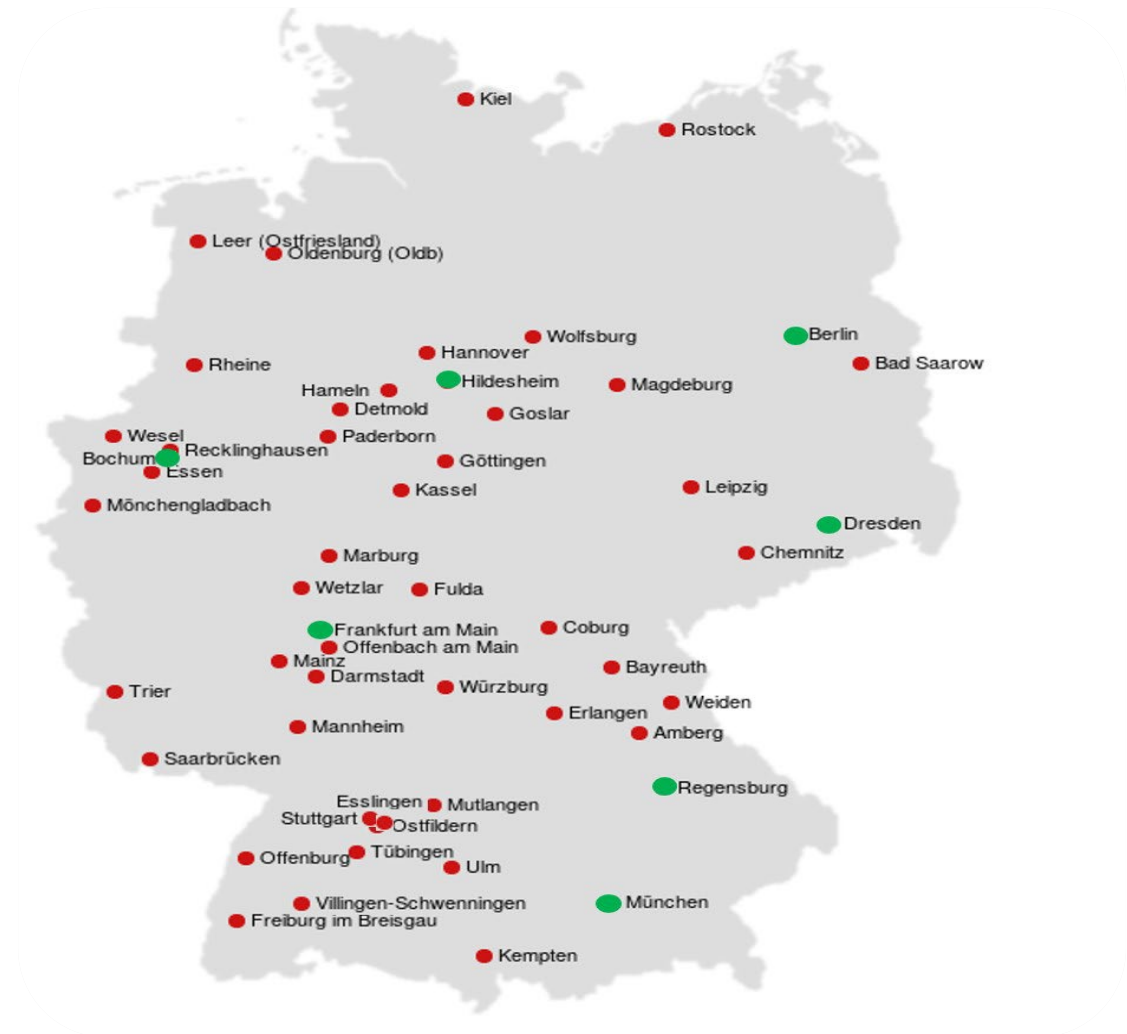 Kiel
Rostock
Leer (Ostfriesland)
Oldenburg (Oldb)
Berlin
Wolfsburg
Hannover
Bad Saarow
Rheine
Hildesheim
Magdeburg
Hameln
Detmold
Goslar
Wesel
Paderborn
Recklinghausen
Bochum
Göttingen
Essen
Leipzig
Kassel
Mönchengladbach
Dresden
Chemnitz
Marburg
Wetzlar
Fulda
Coburg
Frankfurt am Main
Offenbach am Main
Mainz
Bayreuth
Darmstadt
Würzburg
Trier
Weiden
Erlangen
Mannheim
Amberg
Saarbrücken
Regensburg
Esslingen
Mutlangen
Stuttgart
Ostfildern
Tübingen
Offenburg
Ulm
München
Villingen-Schwenningen
Freiburg im Breisgau
Kempten